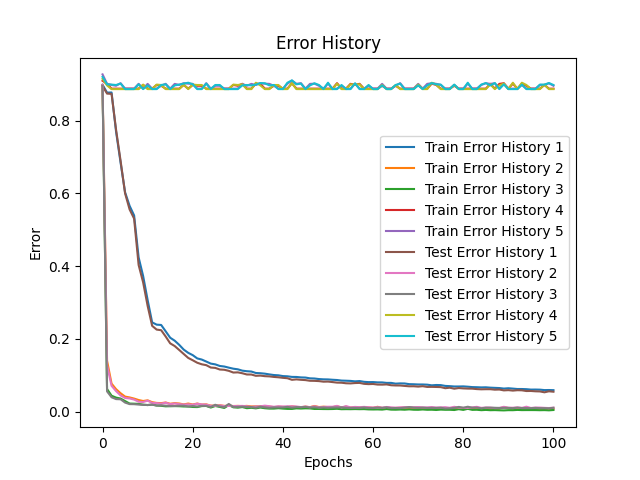 Error History
Error
0.8
0.6
0.4
0.2
0.0
Train Error History 1
Train Error History 2
Train Error History 3
Train Error History 4
Train Error History 5
Test Error History 1
Test Error History 2
Test Error History 3
Test Error History 4
Test Error History 5
0 20 40 60 80 100
Epochs